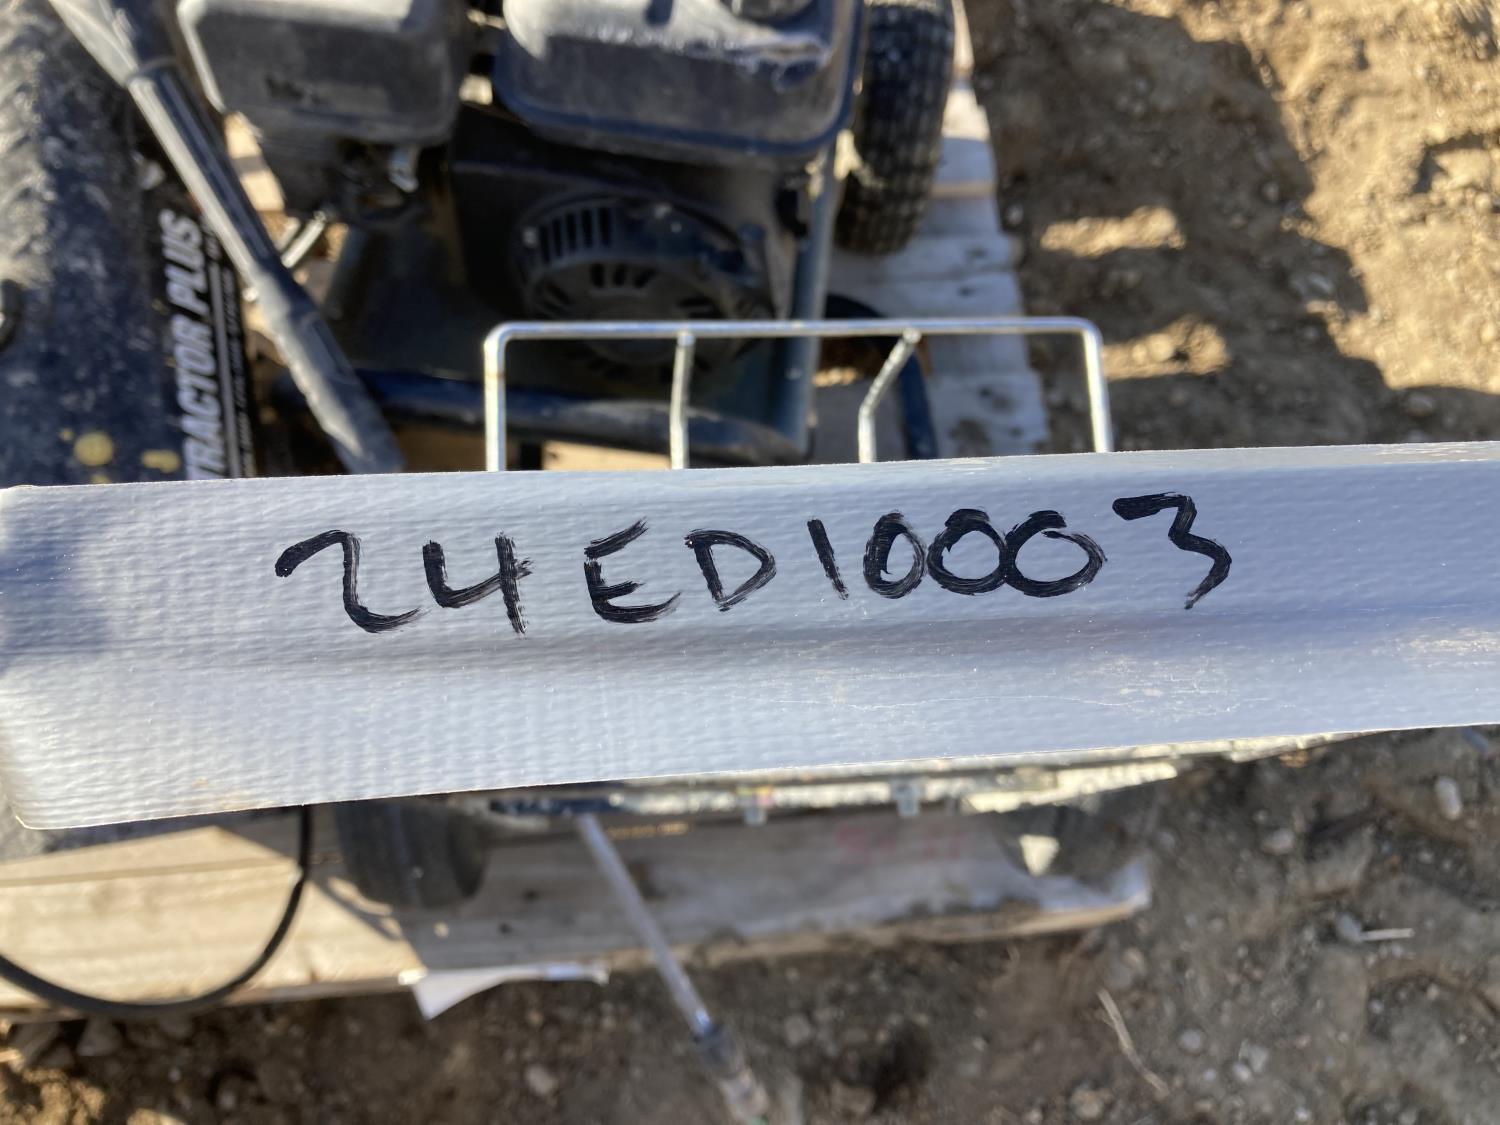 TRACTOR PLUS
24ED10003